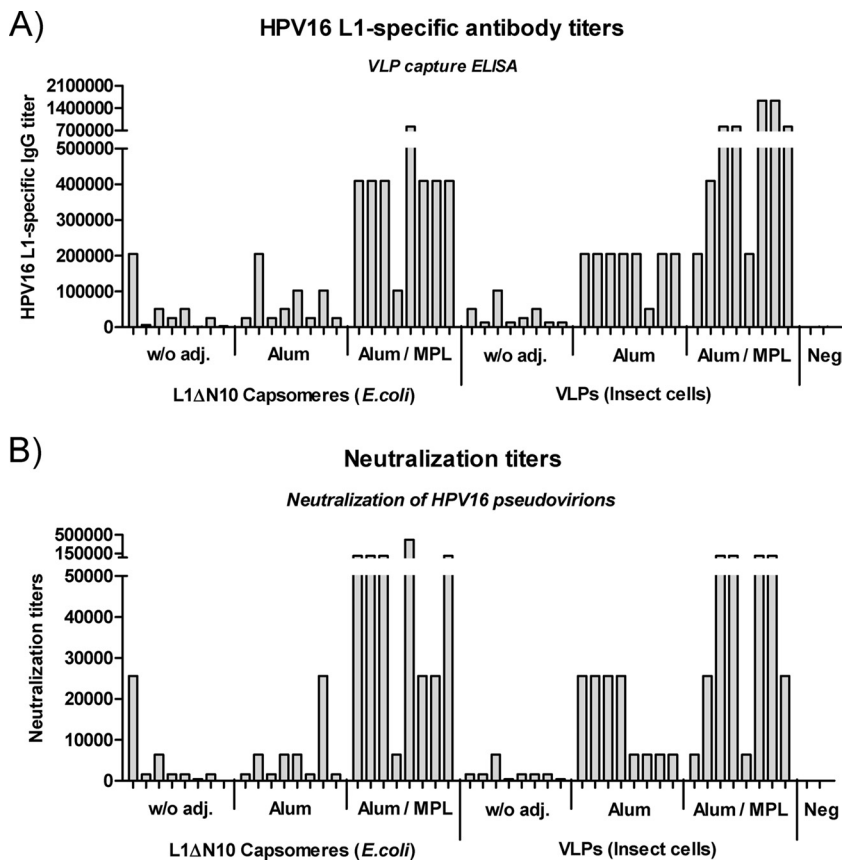 A)
HPV16 L1-specific antibody titers
VLP capture ELISA
HPV16 L1-specific IgG titer
2100000
1400000
700000
500000
400000
300000
200000
100000
0
w/o adj. Alum Alum / MPL w/o adj. Alum Alum / MPL Neg
L1ΔN10 Capsomeres (E.coli) VLPs (Insect cells)
B)
Neutralization titers
Neutralization of HPV16 pseudovirions
Neutralization titers
500000
150000
50000
40000
30000
20000
10000
0
w/o adj. Alum Alum / MPL w/o adj. Alum Alum / MPL Neg
L1ΔN10 Capsomeres (E.coli) VLPs (Insect cells)